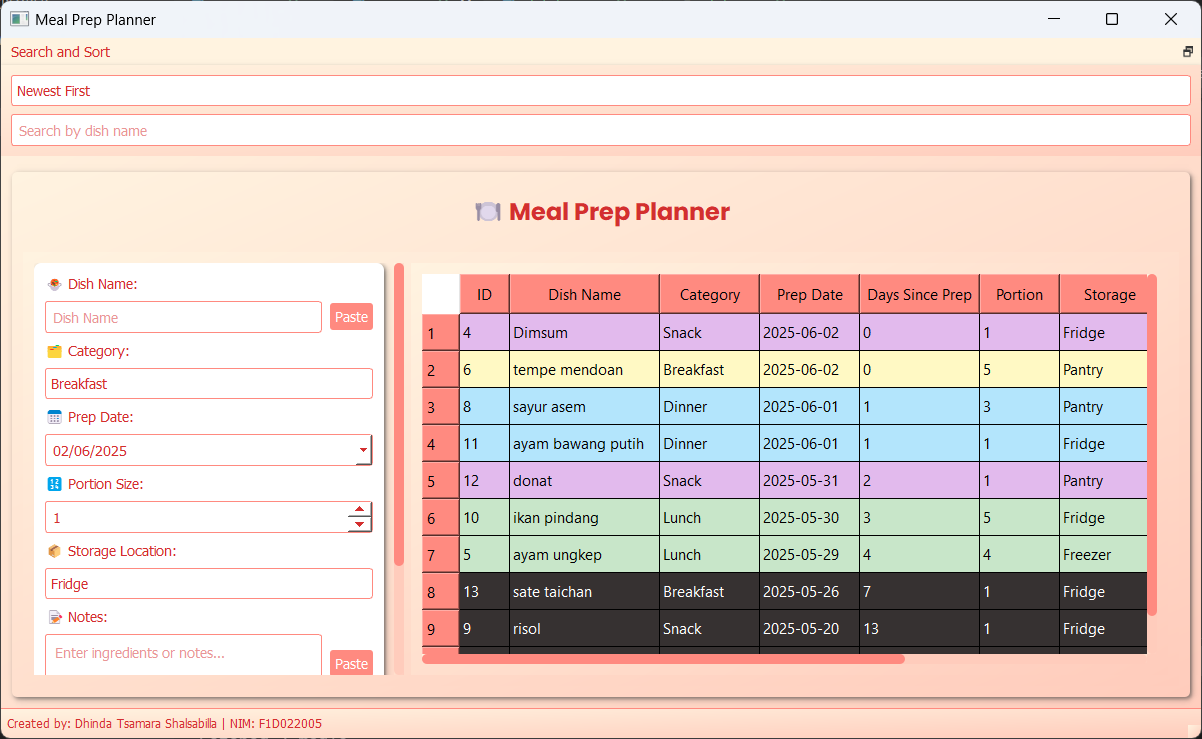 Meal Prep Planner
Search and Sort
Newest First
Search by dish name
Meal Prep Planner
Dish Name:
Dish Name Paste
Category:
Breakfast
Prep Date:
02/06/2025
Portion Size:
1
Storage Location:
Fridge
Notes:
Enter ingredients or notes...
Paste
ID Dish Name Category Prep Date Days Since Prep Portion Storage
1 4 Dimsum Snack 2025-06-02 0 1 Fridge
2 6 tempe mendoan Breakfast 2025-06-02 0 5 Pantry
3 8 sayur asem Dinner 2025-06-01 1 3 Pantry
4 11 ayam bawang putih Dinner 2025-06-01 1 1 Fridge
5 12 donat Snack 2025-05-31 2 1 Pantry
6 10 ikan pindang Lunch 2025-05-30 3 5 Fridge
7 5 ayam ungkep Lunch 2025-05-29 4 4 Freezer
8 13 sate taichan Breakfast 2025-05-26 7 1 Fridge
9 9 risol Snack 2025-05-20 13 1 Fridge
Created by: Dhinda Tsamara Shalsabilla | NIM: F1D022005